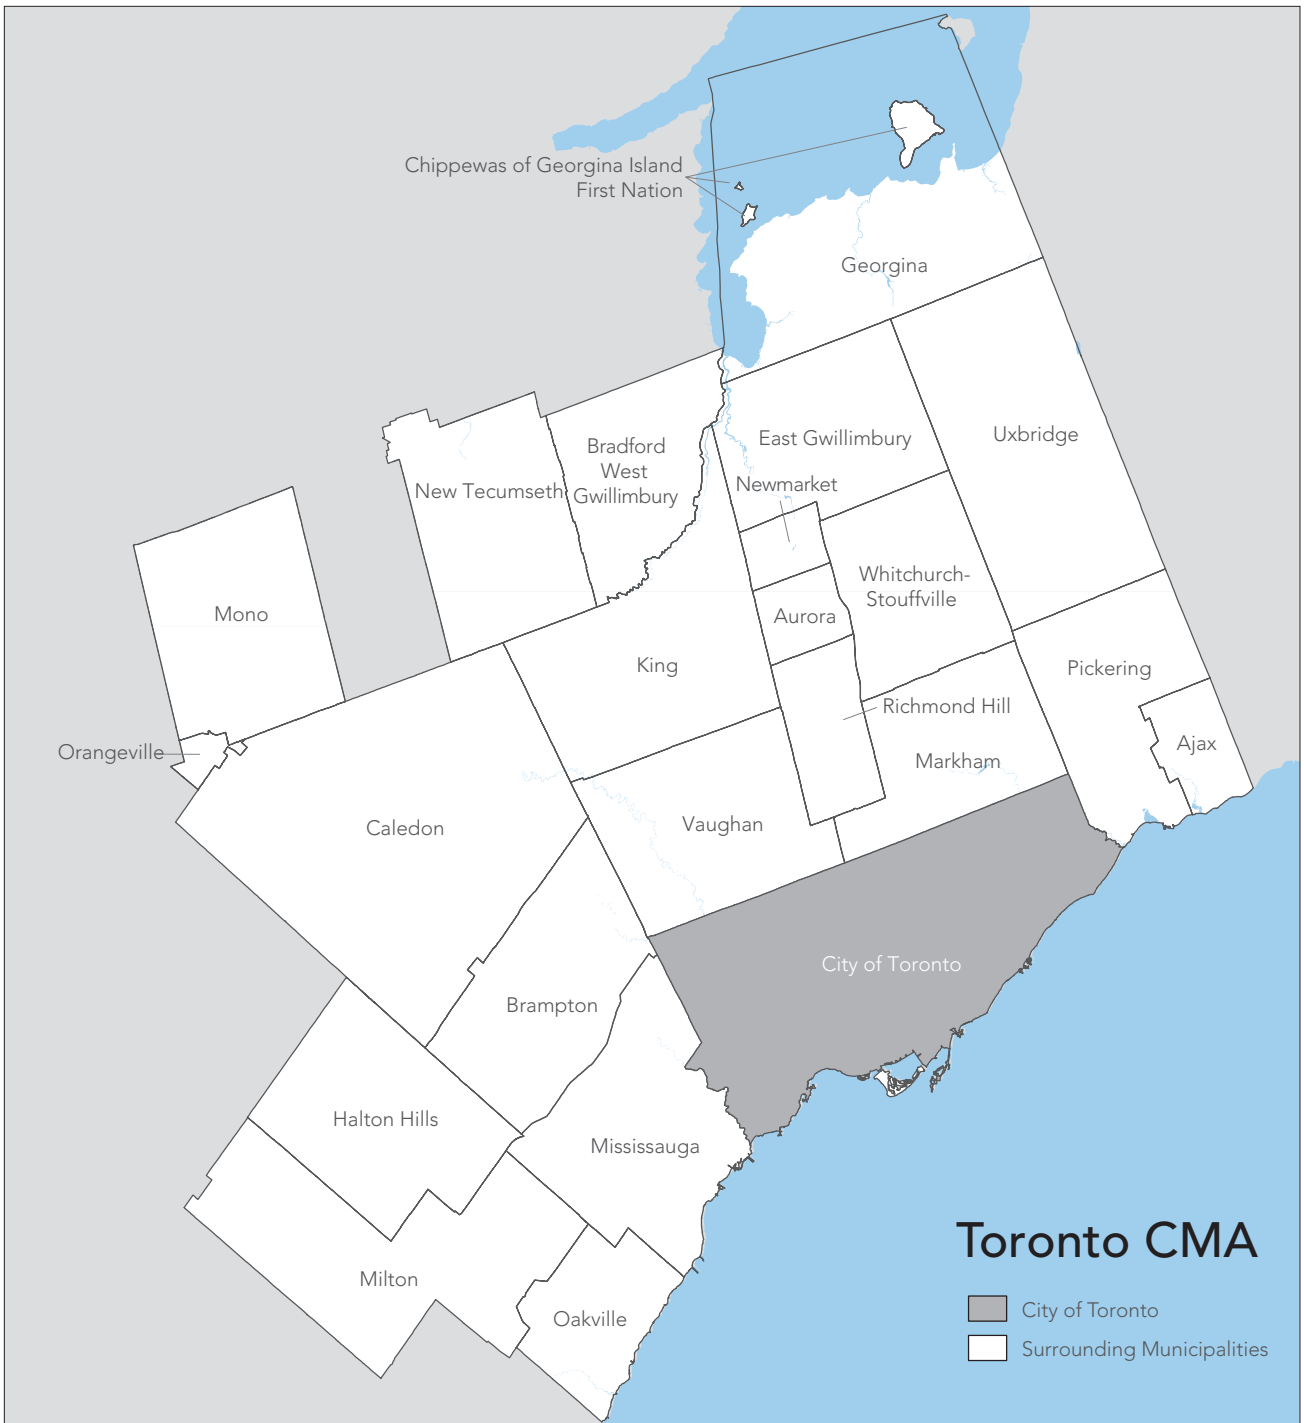 Chippewas of Georgina Island
First Nation
Georgina
Bradford
West
Gwillimbury
East Gwillimbury
Uxbridge
New Tecumseth
Newmarket
Whitchurch-
Stouffville
Mono
Aurora
King
Pickering
Richmond Hill
Orangeville
Ajax
Markham
Caledon
Vaughan
City of Toronto
Brampton
Halton Hills
Mississauga
Milton
Oakville
Toronto CMA
City of Toronto
Surrounding Municipalities